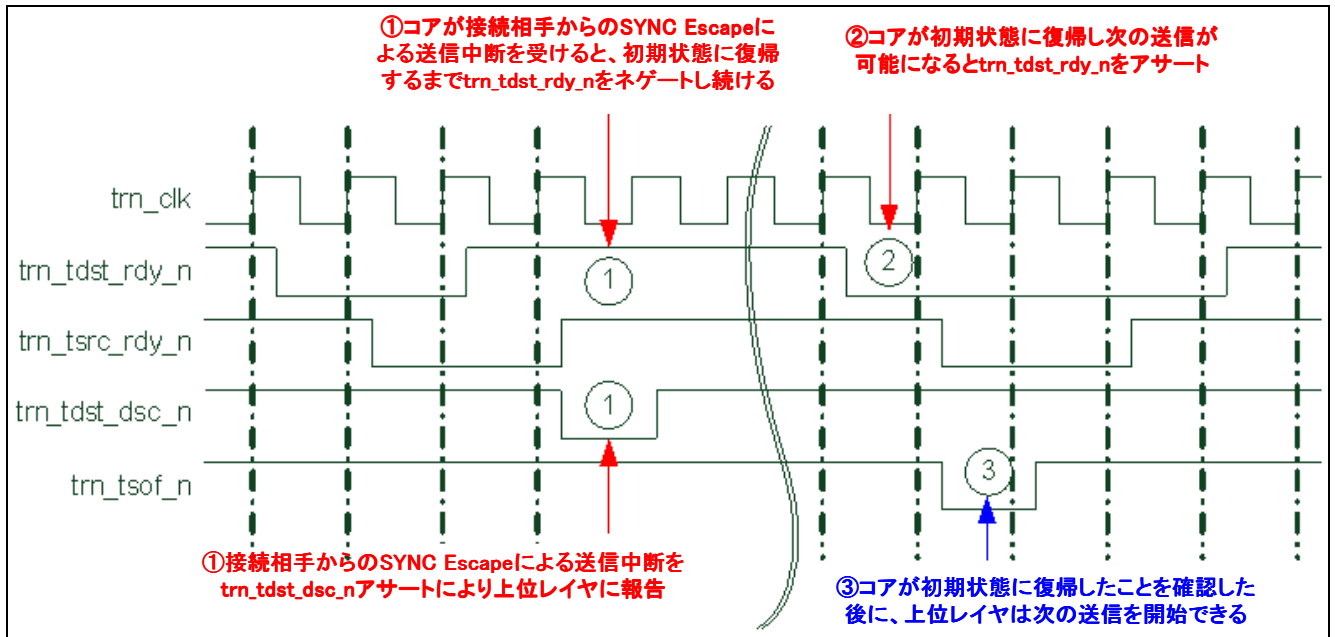 ①コアが接続相手からのSYNC Escapeに
よる送信中断を受けると、初期状態に復帰
するまでtrn_tdst_rdy_nをネゲートし続ける
②コアが初期状態に復帰し次の送信が
可能になるとtrn_tdst_rdy_nをアサート
trn_clk
trn_tdst_rdy_n
1
2
trn_tsrc_rdy_n
trn_tdst_dsc_n
1
trn_tsof_n
3
①接続相手からのSYNC Escapeによる送信中断を
trn_tdst_dsc_nアサートにより上位レイヤに報告
③コアが初期状態に復帰したことを確認した
後に、上位レイヤは次の送信を開始できる